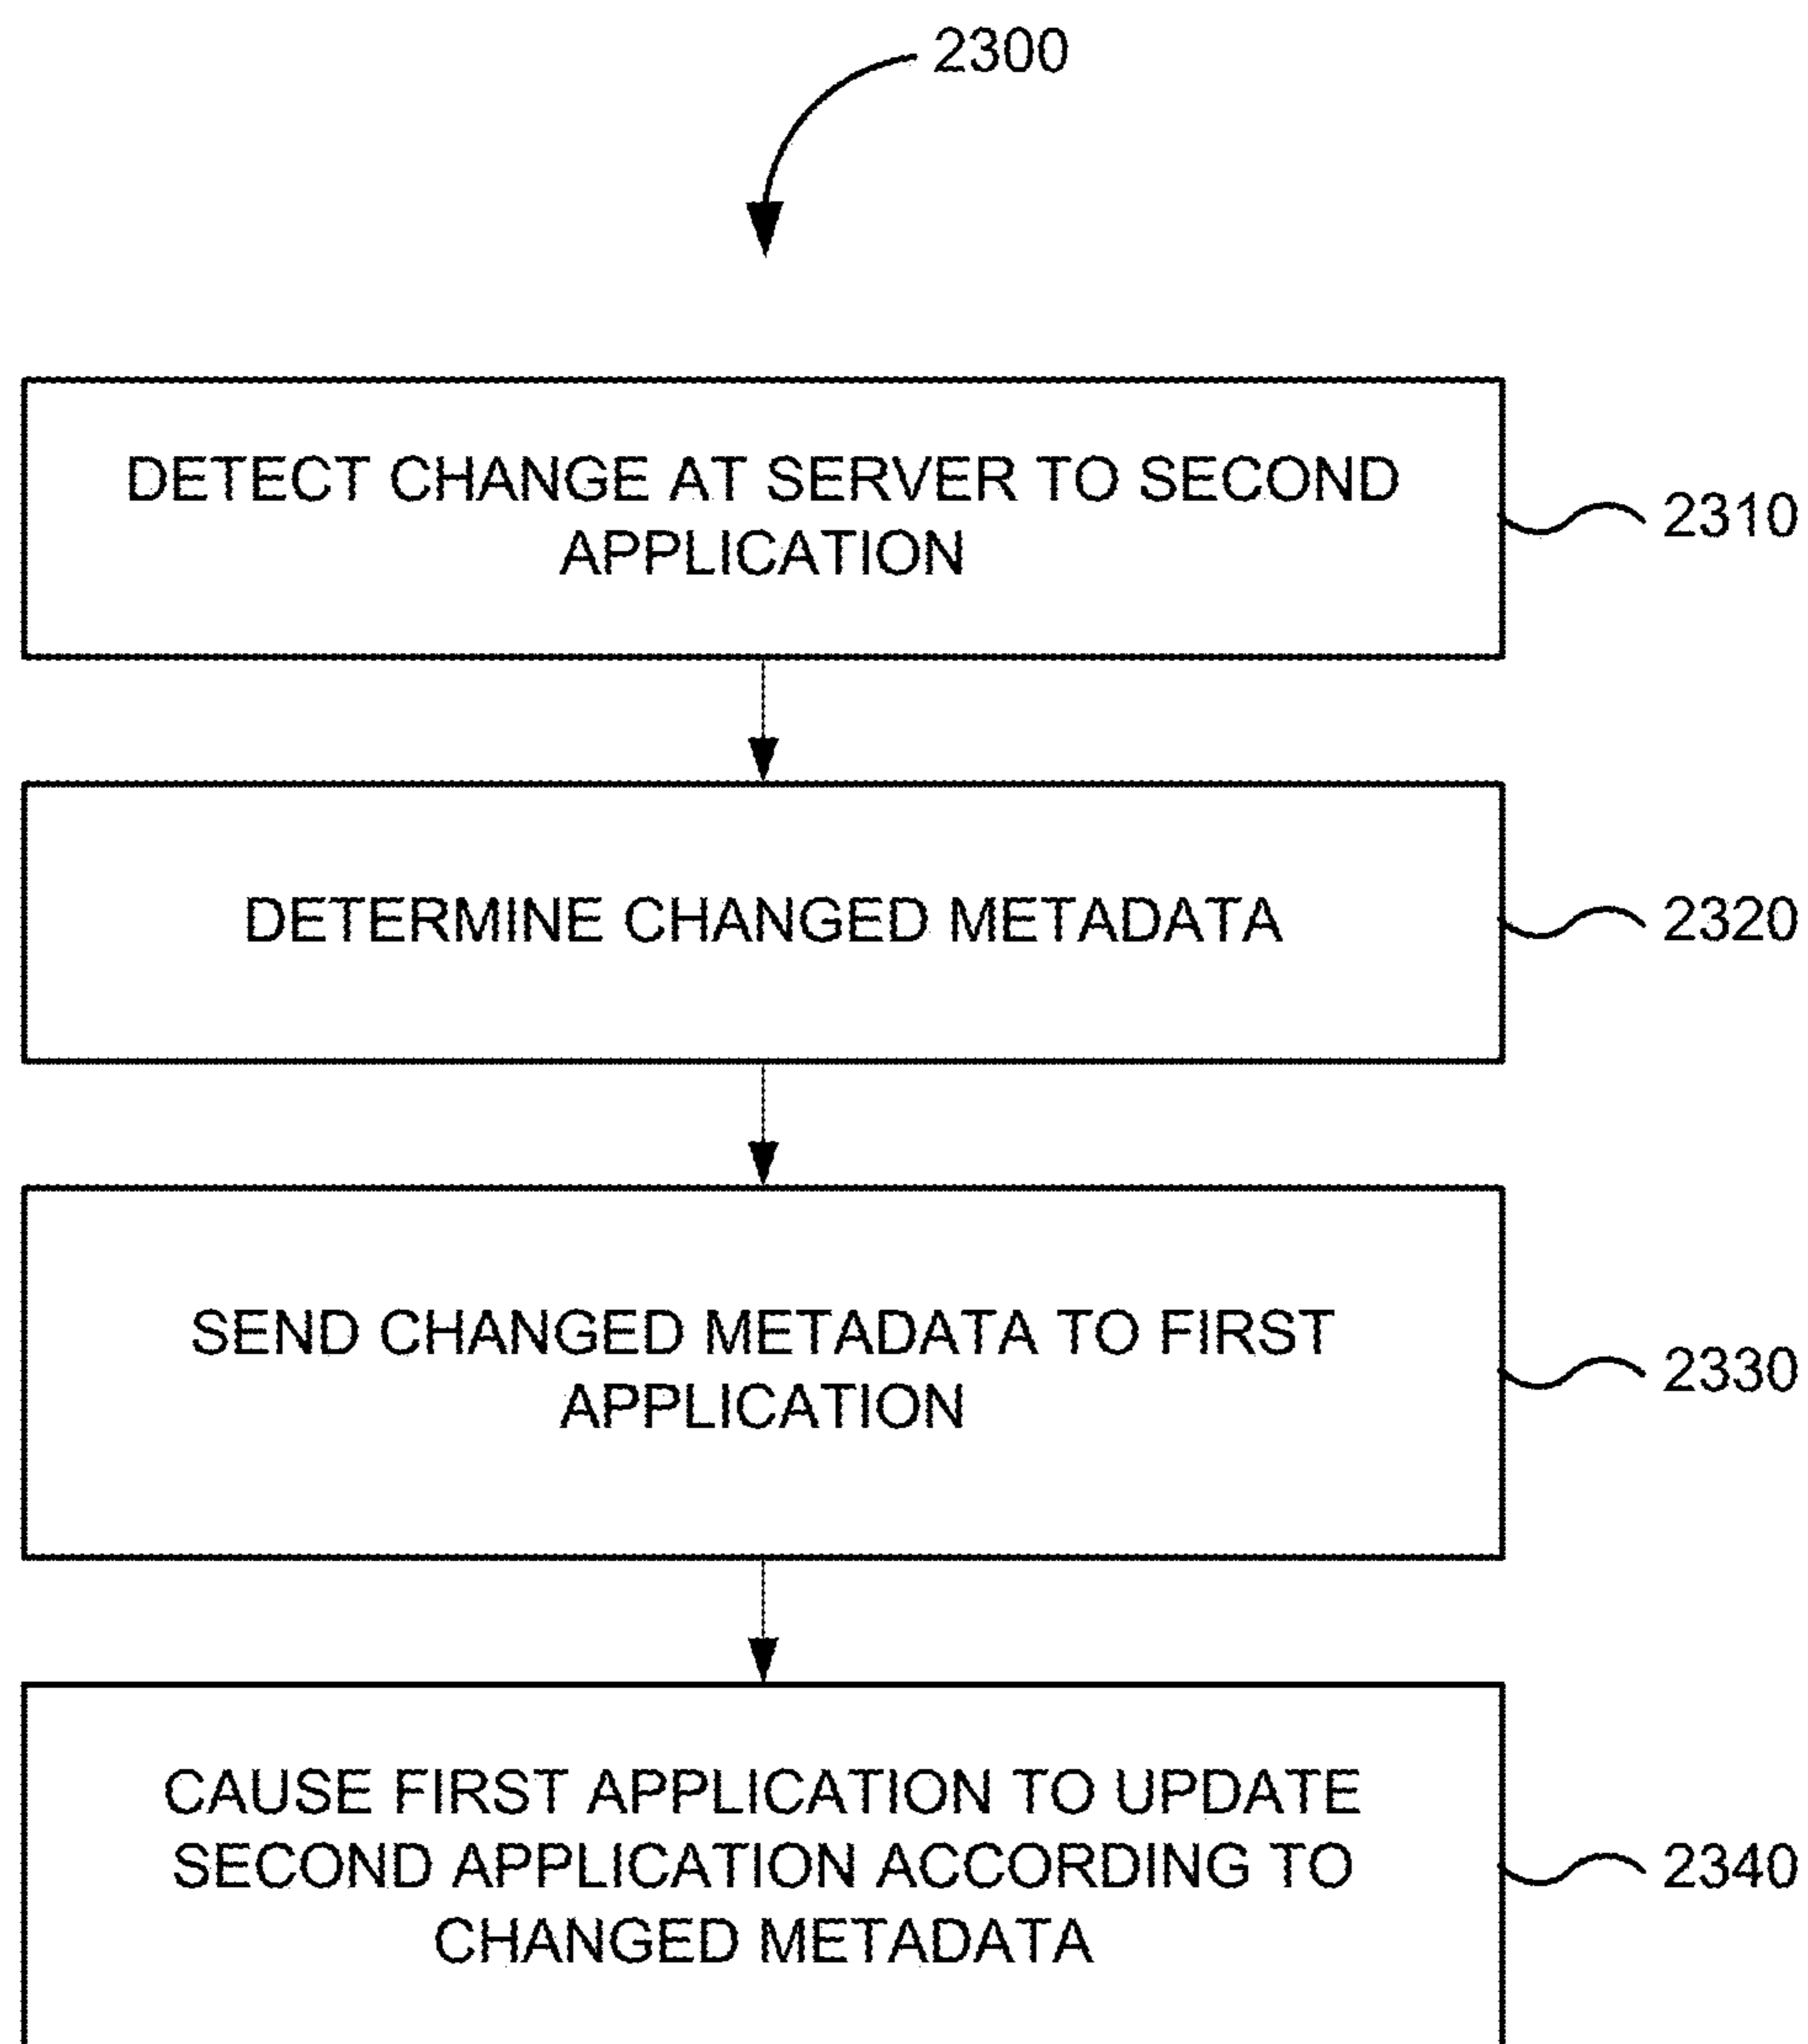 2300
DETECT CHANGE AT SERVER TO SECOND
APPLICATION
2310
DETERMINE CHANGED METADATA
2320
SEND CHANGED METADATA TO FIRST
APPLICATION
2330
CAUSE FIRST APPLICATION TO UPDATE
SECOND APPLICATION ACCORDING TO
CHANGED METADATA
2340